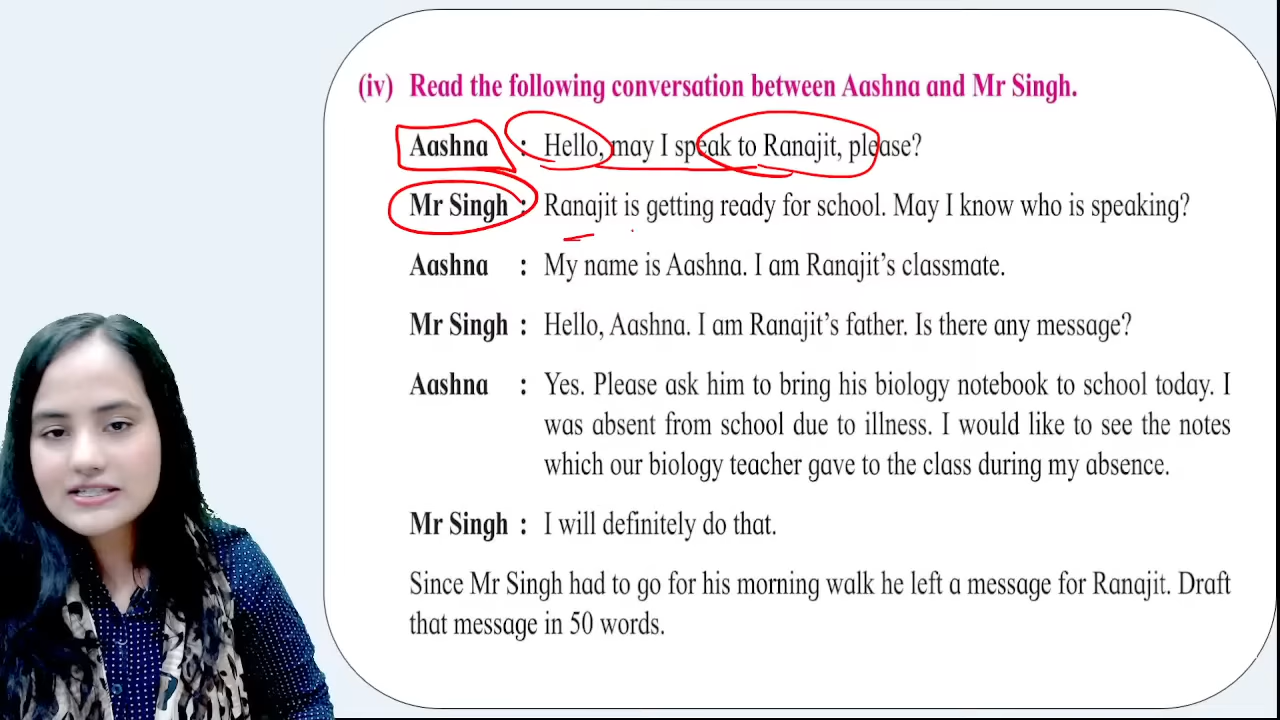 (iv) Read the following conversation between Aashna and Mr Singh.
Aashna : Hello, may I speak to Ranajit, please?
Mr Singh : Ranajit is getting ready for school. May I know who is speaking?
Aashna : My name is Aashna. I am Ranajit's classmate.
Mr Singh : Hello, Aashna. I am Ranajit's father. Is there any message?
Aashna : Yes. Please ask him to bring his biology notebook to school today. I
was absent from school due to illness. I would like to see the notes
which our biology teacher gave to the class during my absence.
Mr Singh : I will definitely do that.
Since Mr Singh had to go for his morning walk he left a message for Ranajit. Draft
that message in 50 words.